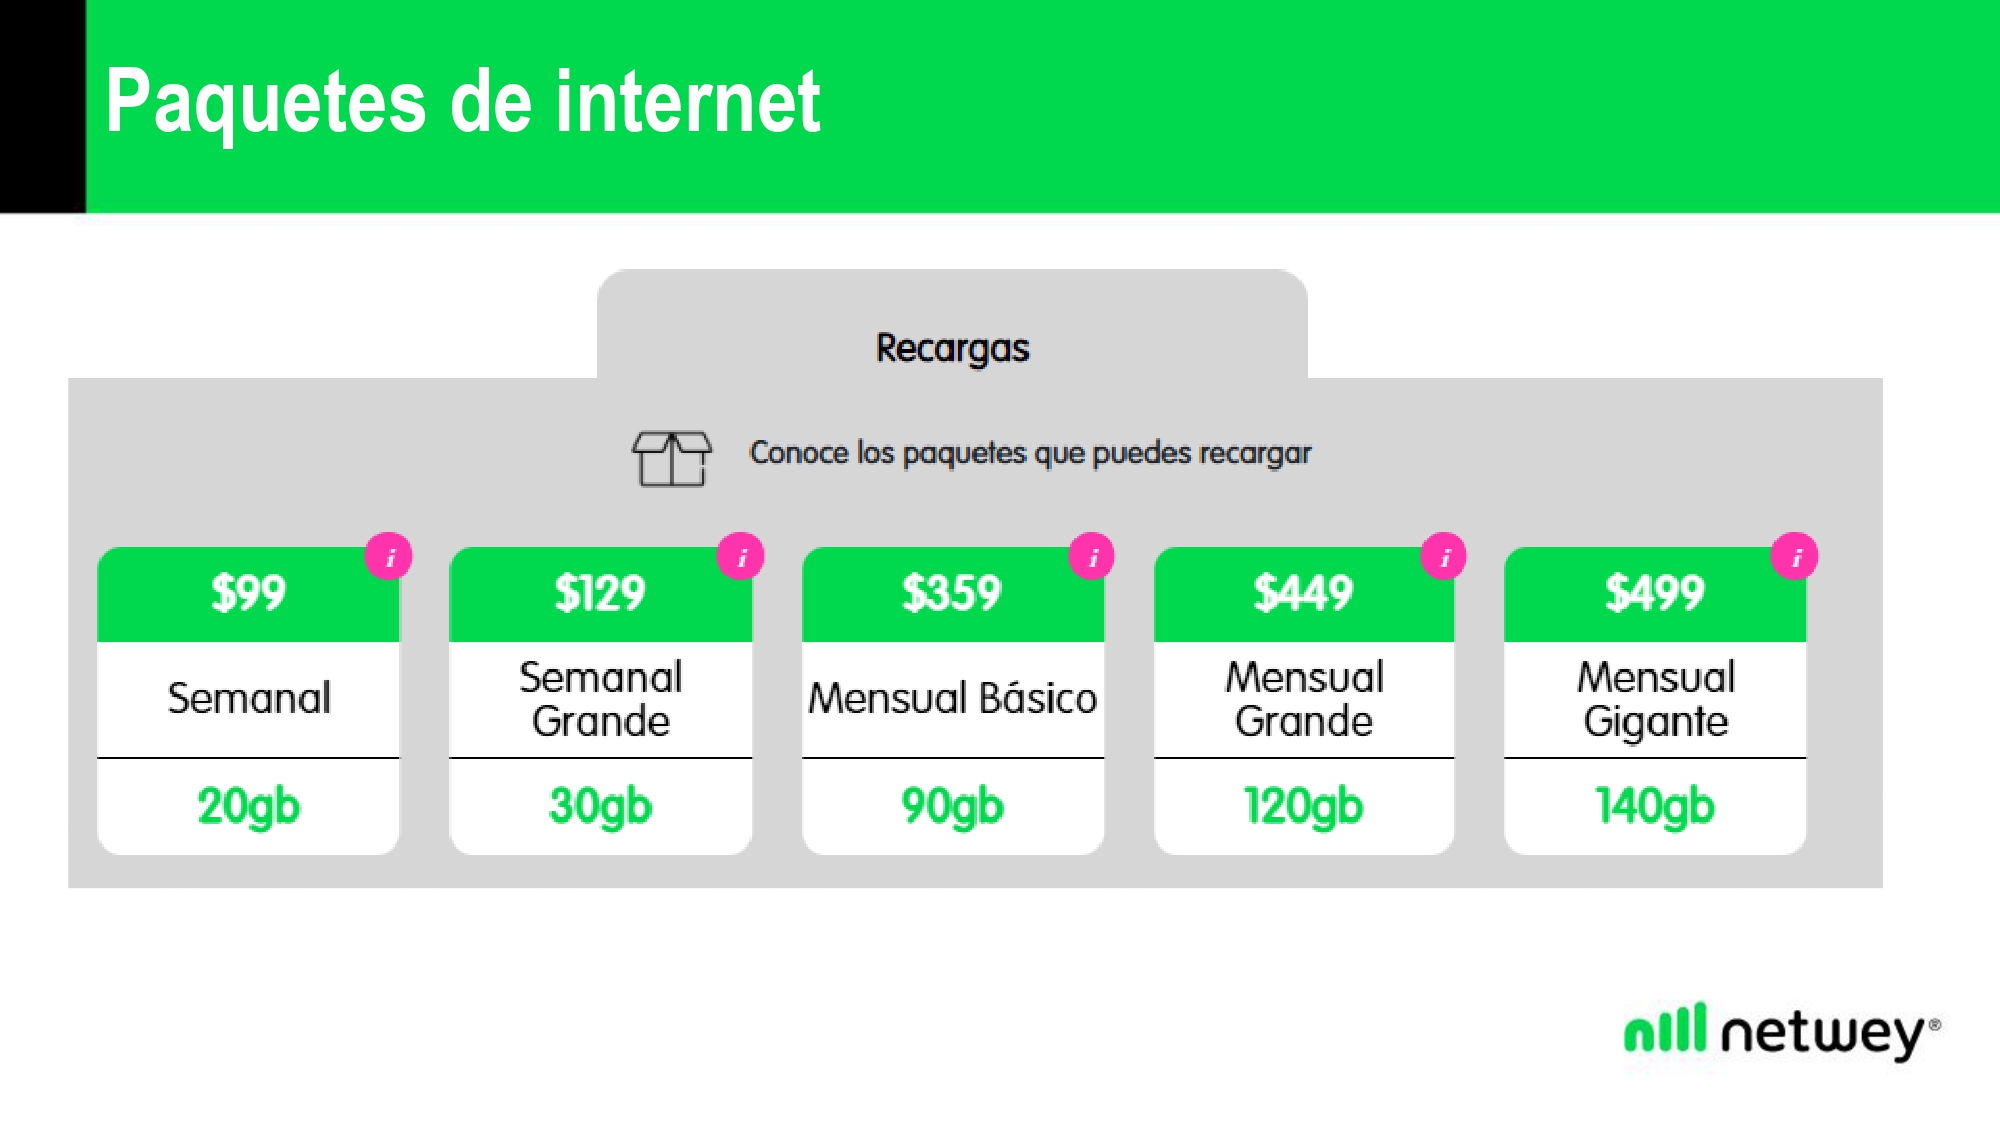 Paquetes de internet
Recargas
Conoce los paquetes que puedes recargar
i
$99
Semanal
20gb
i
$129
Semanal
Grande
30gb
i
$359
Mensual Básico
90gb
i
$449
Mensual
Grande
120gb
i
$499
Mensual
Gigante
140gb
netwey®